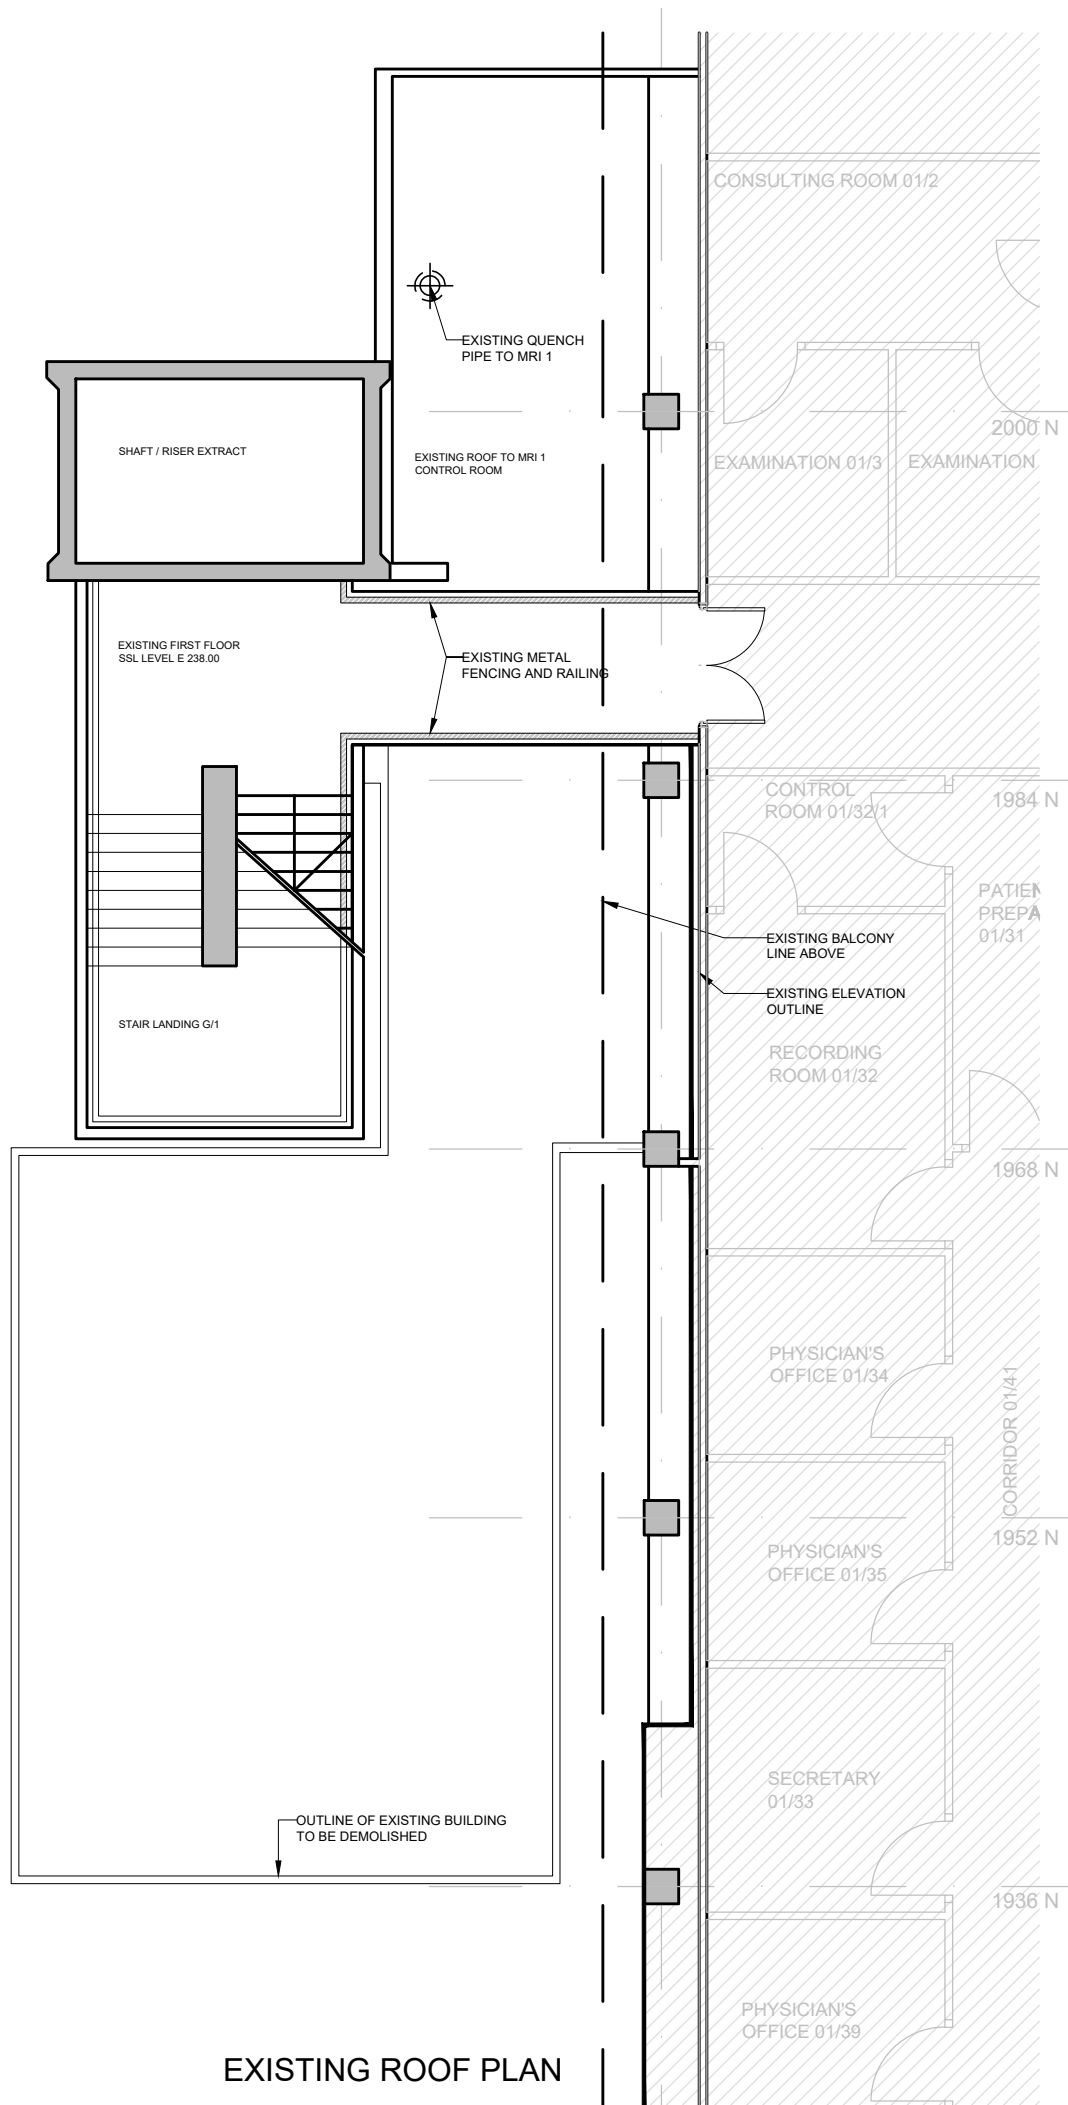 CONSULTING ROOM 01/2
EXISTING QUENCH
PIPE TO MRI 1
2000 N
SHAFT / RISER EXTRACT
EXISTING ROOF TO MRI 1
CONTROL ROOM
EXAMINATION 01/3
EXAMINATION
EXISTING FIRST FLOOR
SSL LEVEL E 238.00
EXISTING METAL
FENCING AND RAILING
CONTROL
ROOM 01/32/1
1984 N
PATIEN
PREPA
01/31
EXISTING BALCONY
LINE ABOVE
EXISTING ELEVATION
OUTLINE
STAIR LANDING G/1
RECORDING
ROOM 01/32
1968 N
PHYSICIAN'S
OFFICE 01/34
CORRIDOR 01/41
1952 N
PHYSICIAN'S
OFFICE 01/35
SECRETARY
01/33
OUTLINE OF EXISTING BUILDING
TO BE DEMOLISHED
1936 N
PHYSICIAN'S
OFFICE 01/39
EXISTING ROOF PLAN